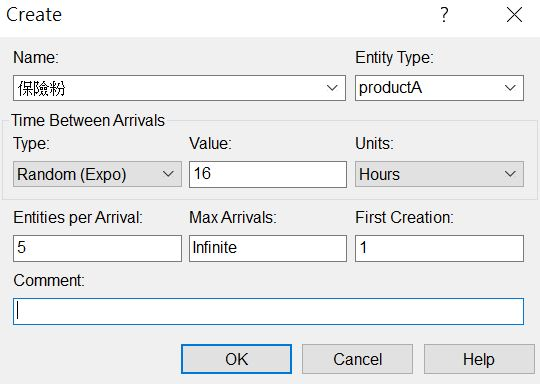 Create
Name: Entity Type:
保險粉 productA
Time Between Arrivals
Type: Value: Units:
Random (Expo) 16 Hours
Entities per Arrival: Max Arrivals: First Creation:
5 Infinite 1
Comment:
OK Cancel Help